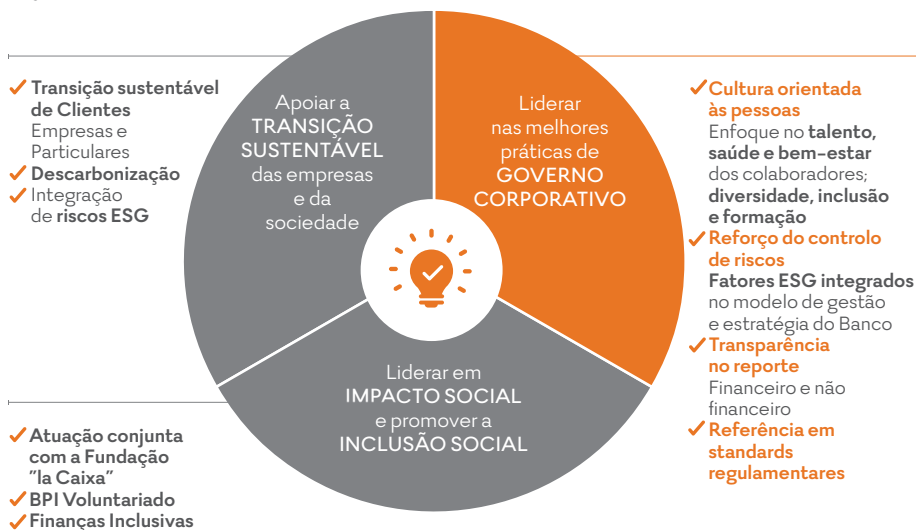 ✓ Transição sustentável
de Clientes
Empresas e
Particulares
✓ Descarbonização
✓ Integração
de riscos ESG
Apoiar a
TRANSIÇÃO
SUSTENTÁVEL
das empresas
e da
sociedade
Liderar
nas melhores
práticas de
GOVERNO
CORPORATIVO
✓ Cultura orientada
às pessoas
Enfoque no talento,
saúde e bem-estar
dos colaboradores;
diversidade, inclusão
e formação
✓ Reforço do controlo
de riscos
Fatores ESG integrados
no modelo de gestão
e estratégia do Banco
✓ Transparência
no reporte
Financeiro e não
financeiro
✓ Referência em
standards
regulamentares
Liderar em
IMPACTO SOCIAL
e promover a
INCLUSÃO SOCIAL
✓ Atuação conjunta
com a Fundação
"la Caixa"
✓ BPI Voluntariado
✓ Finanças Inclusivas